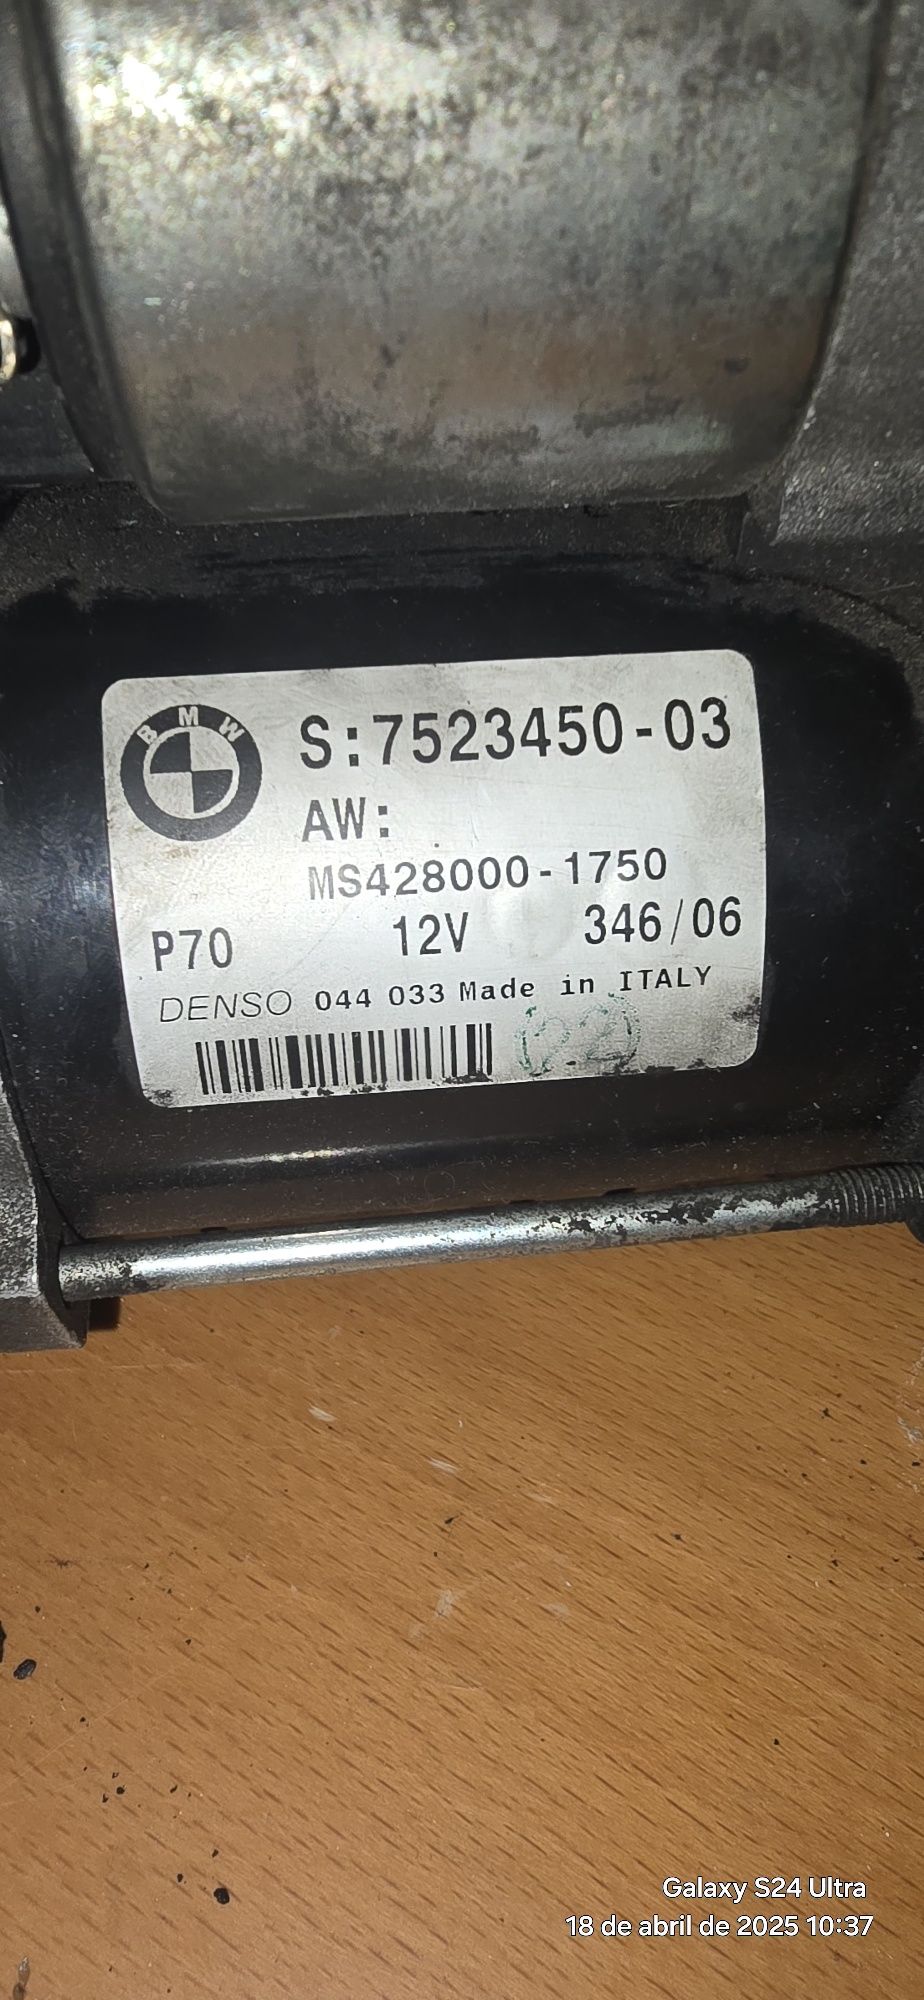 BMW
S:7523450-03
AW:
MS428000-1750
P70 12V 346/06
DENSO 044 033 Made in ITALY
Galaxy S24 Ultra
18 de abril de 2025 10:37